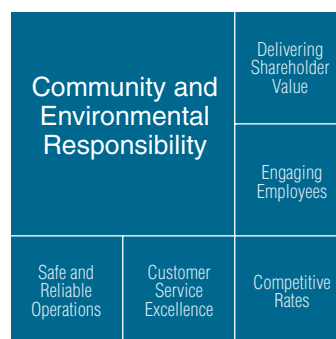 Community and
Environmental
Responsibility
Delivering
Shareholder
Value
Engaging
Employees
Safe and
Reliable
Operations
Customer
Service
Excellence
Competitive
Rates